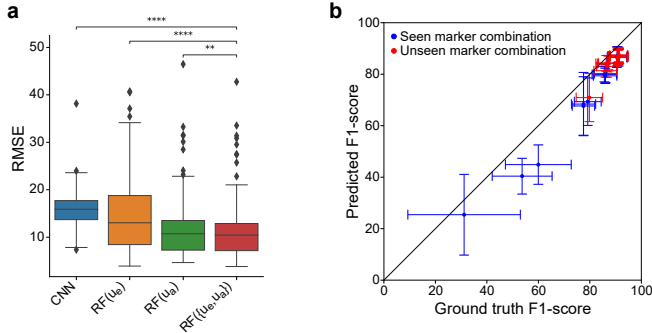 a
****
****
**
RMSE
50
40
30
20
10
CNN
RF(uₑ)
RF(uₐ)
RF((uₑ,uₐ))
b
Seen marker combination
Unseen marker combination
Predicted F1-score
100
80
60
40
20
0
0
20
40
60
80
100
Ground truth F1-score